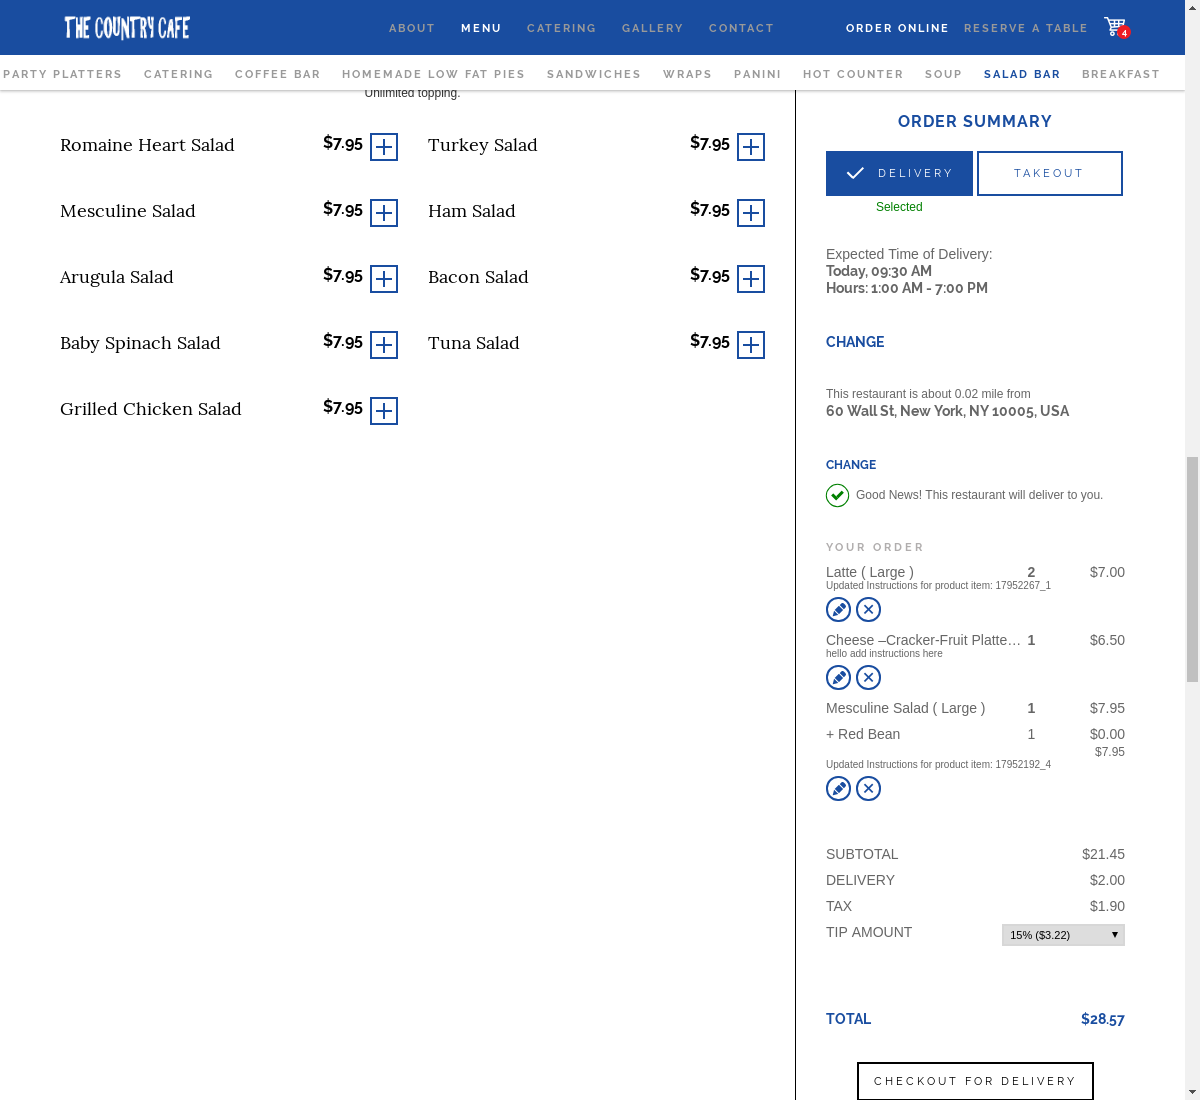 THE COUNTRY CAFE
ABOUT MENU CATERING GALLERY CONTACT ORDER ONLINE RESERVE A TABLE 4
PARTY PLATTERS CATERING COFFEE BAR HOMEMADE LOW FAT PIES SANDWICHES WRAPS PANINI HOT COUNTER SOUP SALAD BAR BREAKFAST
Unlimited topping.
Romaine Heart Salad $7.95
Turkey Salad $7.95
Mesculine Salad $7.95
Ham Salad $7.95
Arugula Salad $7.95
Bacon Salad $7.95
Baby Spinach Salad $7.95
Tuna Salad $7.95
Grilled Chicken Salad $7.95
ORDER SUMMARY
DELIVERY TAKEOUT
Selected
Expected Time of Delivery:
Today, 09:30 AM
Hours: 1:00 AM - 7:00 PM
CHANGE
This restaurant is about 0.02 mile from
60 Wall St, New York, NY 10005, USA
CHANGE
Good News! This restaurant will deliver to you.
YOUR ORDER
Latte ( Large ) 2 $7.00
Updated Instructions for product item: 17952267_1
Cheese –Cracker-Fruit Platte… 1 $6.50
hello add instructions here
Mesculine Salad ( Large ) 1 $7.95
+ Red Bean 1 $0.00
$7.95
Updated Instructions for product item: 17952192_4
SUBTOTAL $21.45
DELIVERY $2.00
TAX $1.90
TIP AMOUNT 15% ($3.22)
TOTAL $28.57
CHECKOUT FOR DELIVERY